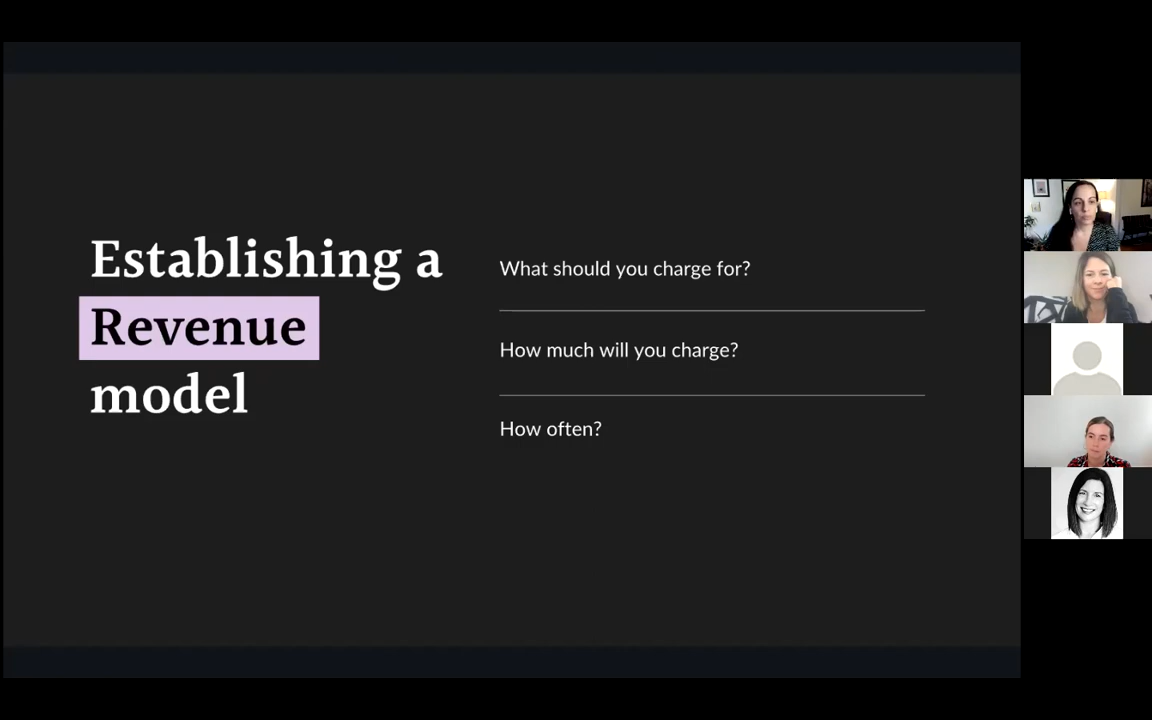 Establishing a
Revenue
model
What should you charge for?
How much will you charge?
How often?